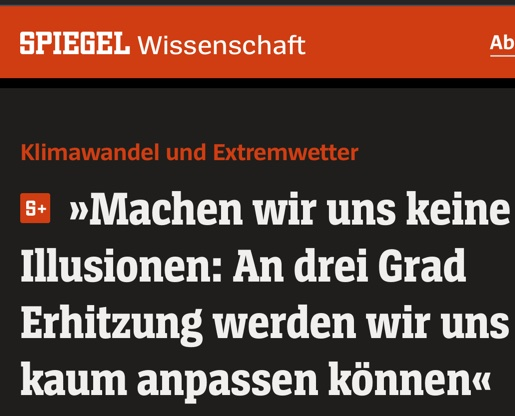 SPIEGEL Wissenschaft
Ab
Klimawandel und Extremwetter
S+ »Machen wir uns keine
Illusionen: An drei Grad
Erhitzung werden wir uns
kaum anpassen können«